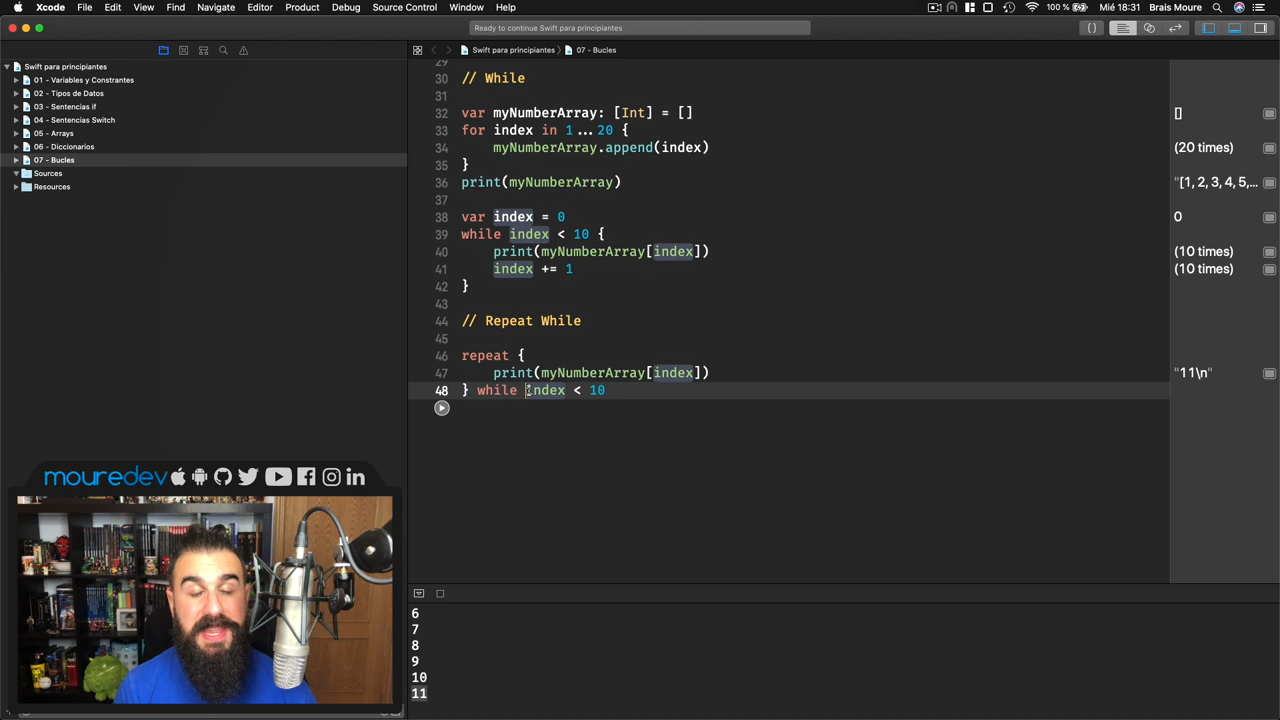 Xcode File Edit View Find Navigate Editor Product Debug Source Control Window Help 100 % Mié 18:31 Brais Moure
Ready to continue Swift para principiantes
Swift para principiantes 07 - Bucles
Swift para principiantes
01 - Variables y Constrantes
02 - Tipos de Datos
03 - Sentencias if
04 - Sentencias Switch
05 - Arrays
06 - Diccionarios
07 - Bucles
Sources
Resources
29
30 // While
31
32 var myNumberArray: [Int] = [] []
33 for index in 1...20 {
34 myNumberArray.append(index) (20 times)
35 }
36 print(myNumberArray) "[1, 2, 3, 4, 5,...
37
38 var index = 0 0
39 while index < 10 {
40 print(myNumberArray[index]) (10 times)
41 index += 1 (10 times)
42 }
43
44 // Repeat While
45
46 repeat {
47 print(myNumberArray[index]) "11\n"
48 } while index < 10
mouredev
6
7
8
9
10
11